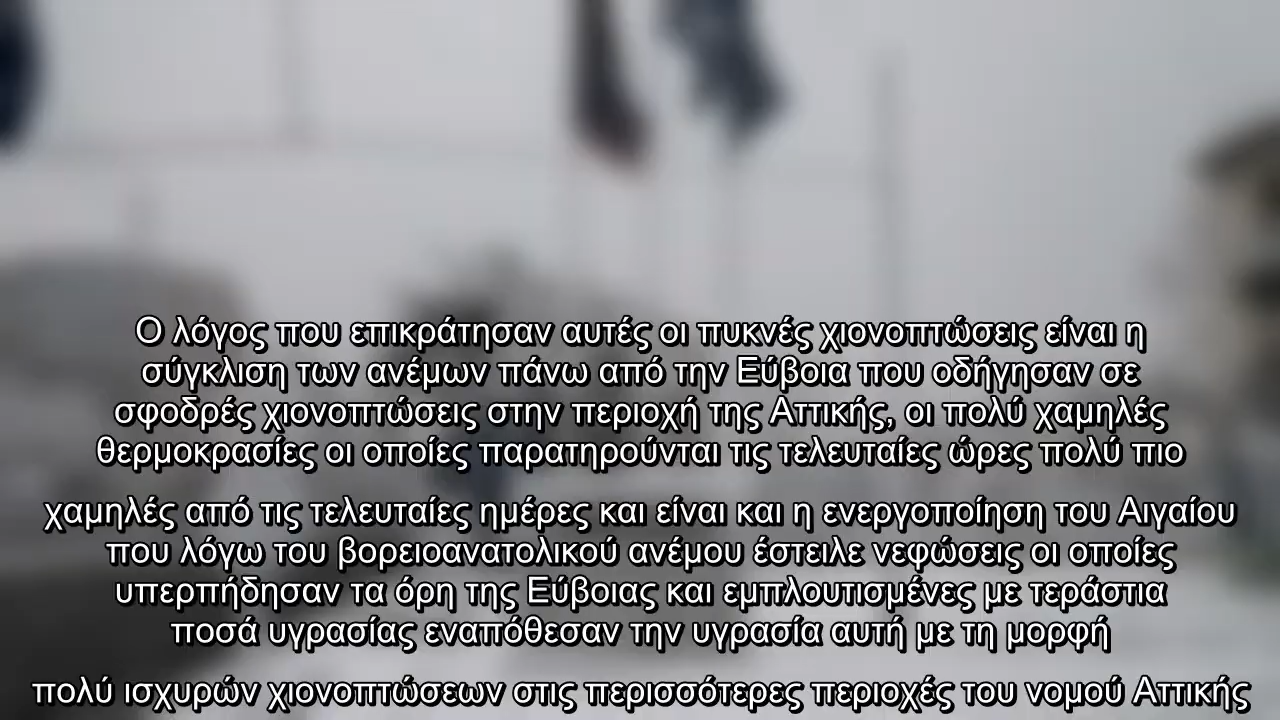 Ο λόγος που επικράτησαν αυτές οι πυκνές χιονοπτώσεις είναι η
σύγκλιση των ανέμων πάνω από την Εύβοια που οδήγησαν σε
σφοδρές χιονοπτώσεις στην περιοχή της Αττικής, οι πολύ χαμηλές
θερμοκρασίες οι οποίες παρατηρούνται τις τελευταίες ώρες πολύ πιο
χαμηλές από τις τελευταίες ημέρες και είναι και η ενεργοποίηση του Αιγαίου
που λόγω του βορειοανατολικού ανέμου έστειλε νεφώσεις οι οποίες
υπερπήδησαν τα όρη της Εύβοιας και εμπλουτισμένες με τεράστια
ποσά υγρασίας εναπόθεσαν την υγρασία αυτή με τη μορφή
πολύ ισχυρών χιονοπτώσεων στις περισσότερες περιοχές του νομού Αττικής